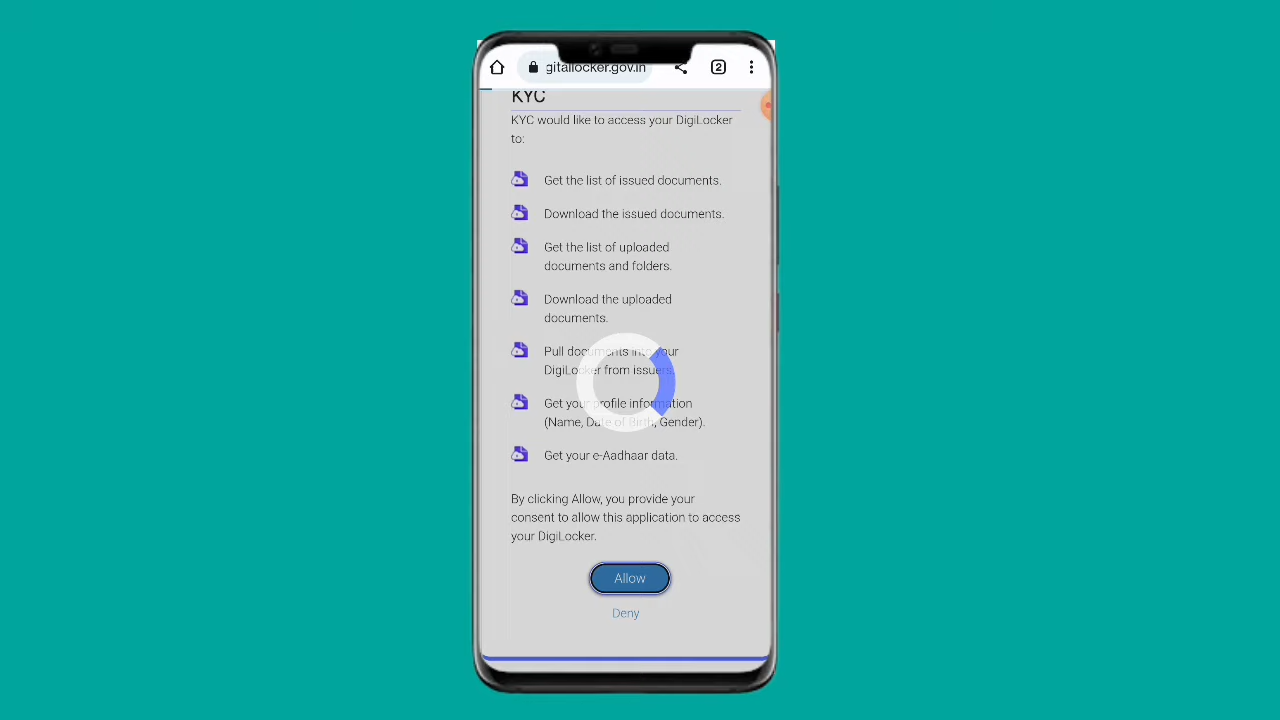 gitallocker.gov.in
2
KYC
KYC would like to access your DigiLocker
to:
Get the list of issued documents.
Download the issued documents.
Get the list of uploaded
documents and folders.
Download the uploaded
documents.
Pull documents into your
DigiLocker from issuers.
Get your profile information
(Name, Date of Birth, Gender).
Get your e-Aadhaar data.
By clicking Allow, you provide your
consent to allow this application to access
your DigiLocker.
Allow
Deny